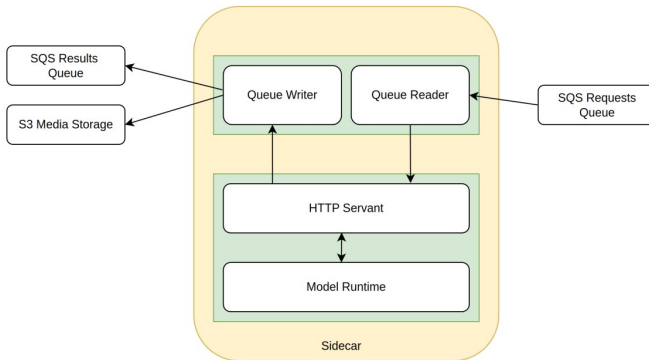 SQS Results
Queue
S3 Media Storage
Queue Writer
Queue Reader
SQS Requests
Queue
HTTP Servant
Model Runtime
Sidecar